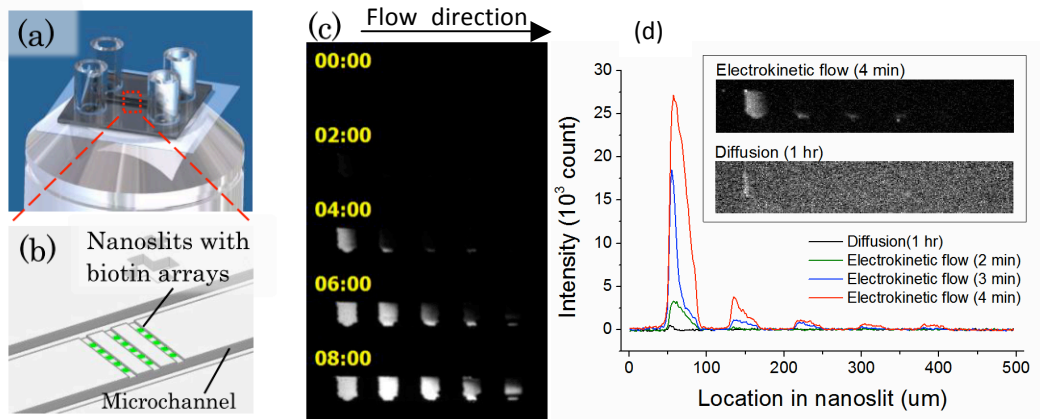 (a)
(b)
Nanoslits with
biotin arrays
Microchannel
(c)
Flow direction
00:00
02:00
04:00
06:00
08:00
(d)
Electrokinetic flow (4 min)
Diffusion (1 hr)
Diffusion(1 hr)
Electrokinetic flow (2 min)
Electrokinetic flow (3 min)
Electrokinetic flow (4 min)
Intensity (10³ count)
30
25
20
15
10
5
0
0 100 200 300 400 500
Location in nanoslit (um)